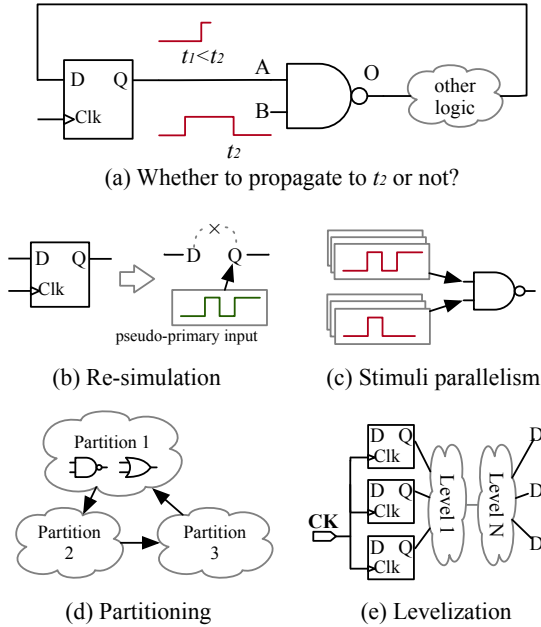 D Q
Clk
t1<t2
A
B
O
t2
other
logic
(a) Whether to propagate to t2 or not?
D Q
Clk
×
D Q
pseudo-primary input
(b) Re-simulation
(c) Stimuli parallelism
Partition 1
Partition
2
Partition
3
(d) Partitioning
CK
D Q
Clk
D Q
Clk
D Q
Clk
Level 1
Level N
D
D
D
(e) Levelization